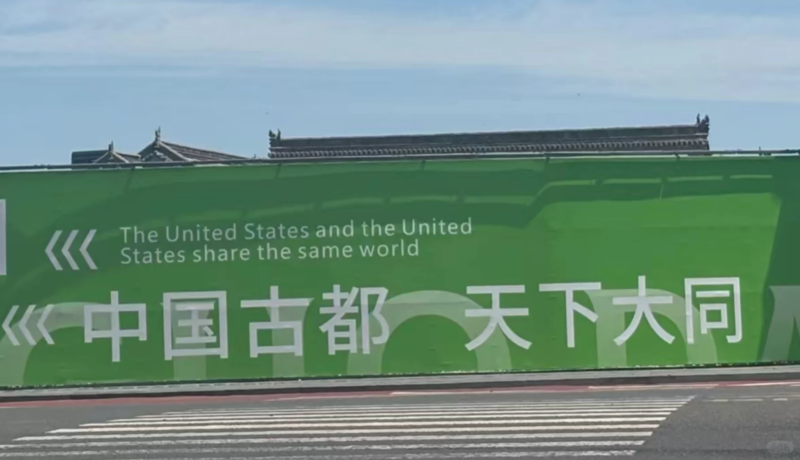 The United States and the United
States share the same world
中国古都 天下大同